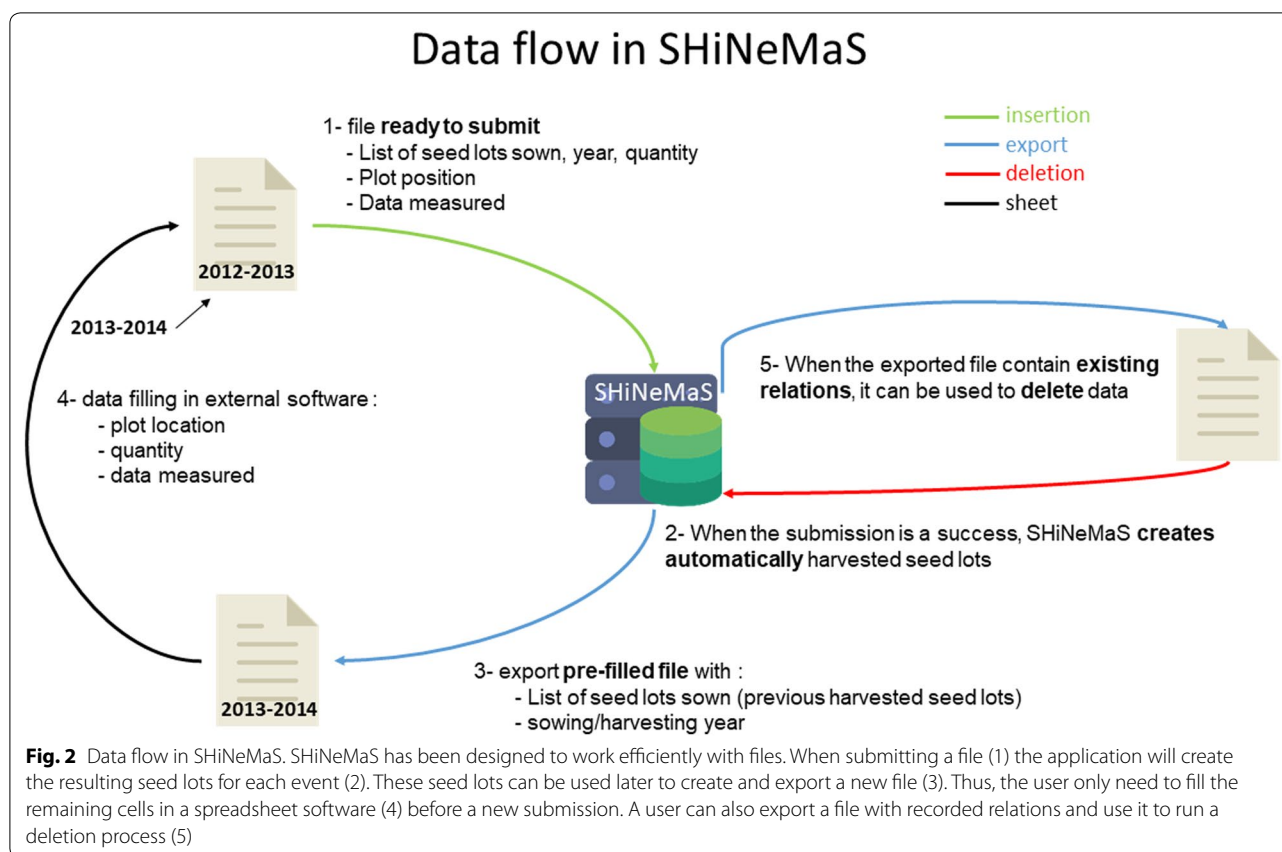 Data flow in SHiNeMaS
insertion
export
deletion
sheet
1- file ready to submit
- List of seed lots sown, year, quantity
- Plot position
- Data measured
2012-2013
2013-2014
4- data filling in external software :
- plot location
- quantity
- data measured
SHiNeMaS
5- When the exported file contain existing
relations, it can be used to delete data
2- When the submission is a success, SHiNeMaS creates
automatically harvested seed lots
3- export pre-filled file with :
- List of seed lots sown (previous harvested seed lots)
- sowing/harvesting year
2013-2014
Fig. 2 Data flow in SHiNeMaS. SHiNeMaS has been designed to work efficiently with files. When submitting a file (1) the application will create
the resulting seed lots for each event (2). These seed lots can be used later to create and export a new file (3). Thus, the user only need to fill the
remaining cells in a spreadsheet software (4) before a new submission. A user can also export a file with recorded relations and use it to run a
deletion process (5)